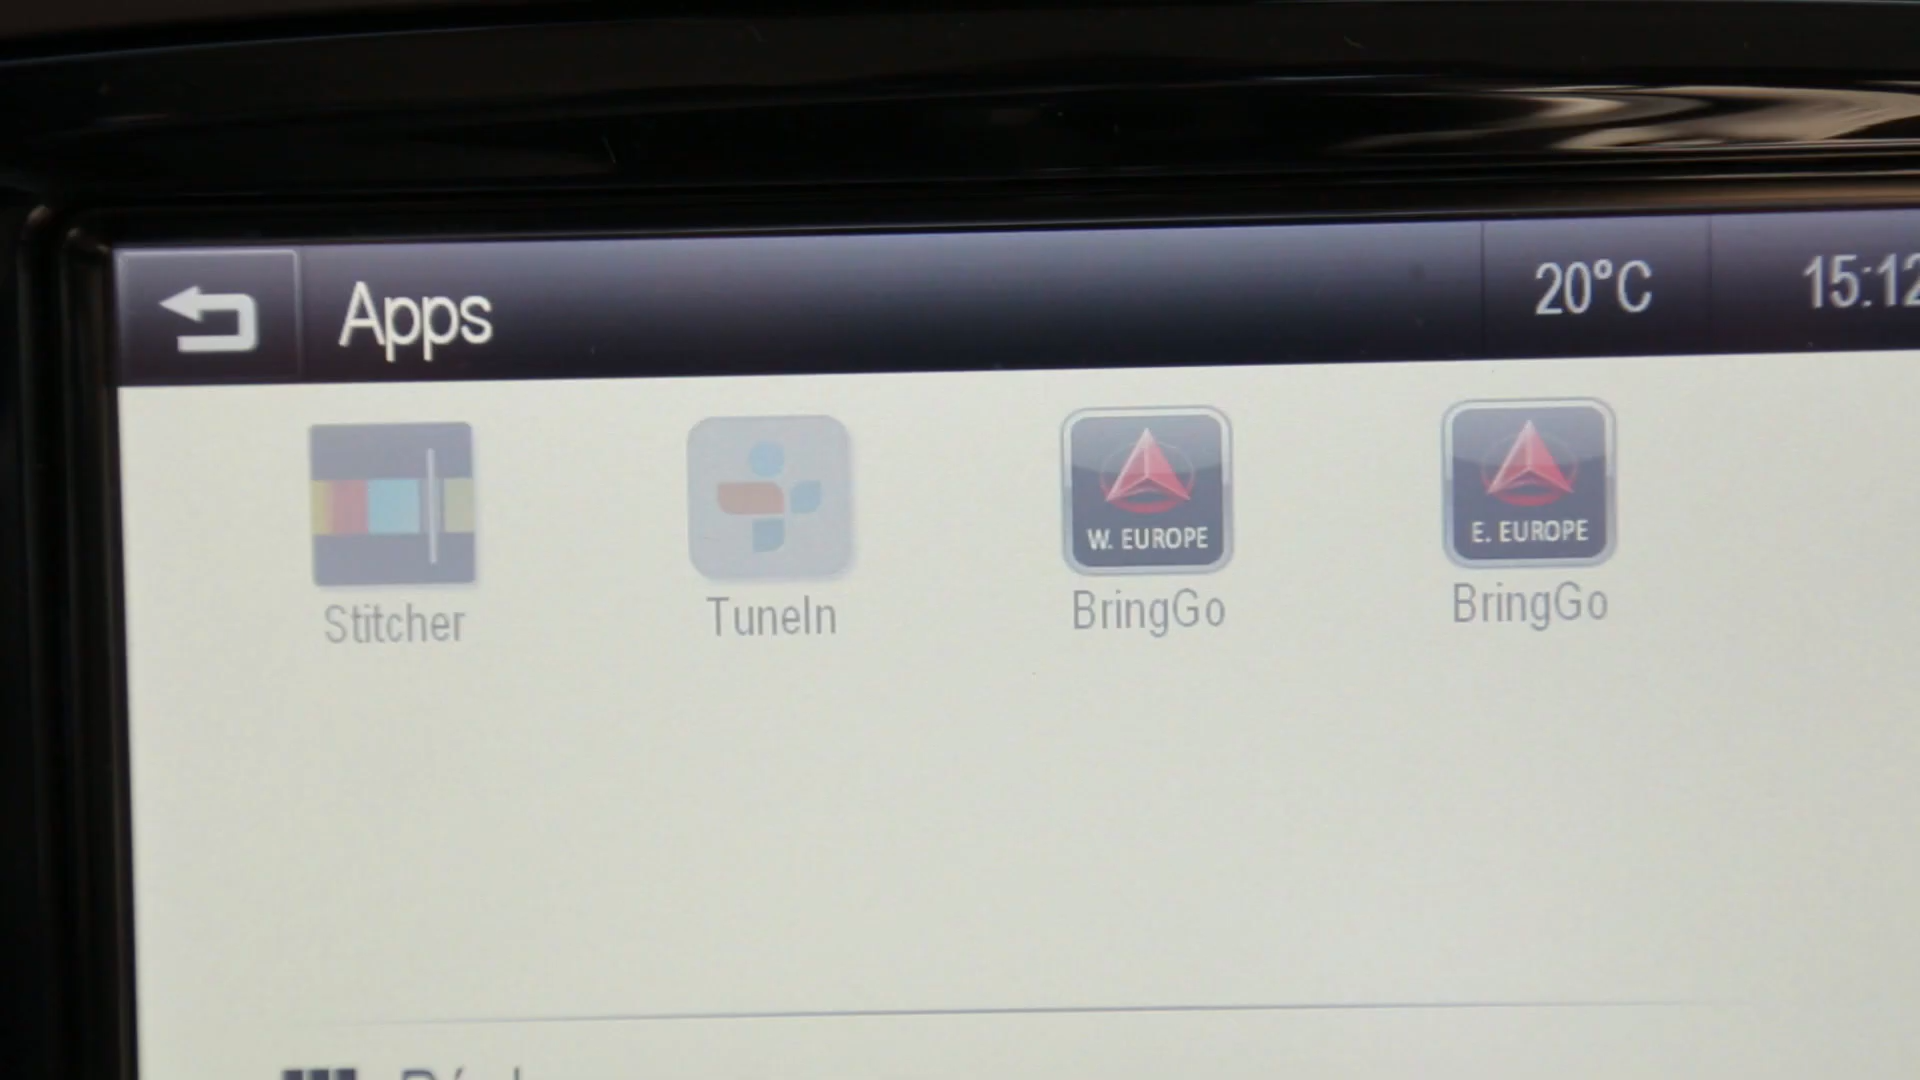 Apps
20°C
15:12
W. EUROPE
E. EUROPE
Stitcher
TuneIn
BringGo
BringGo